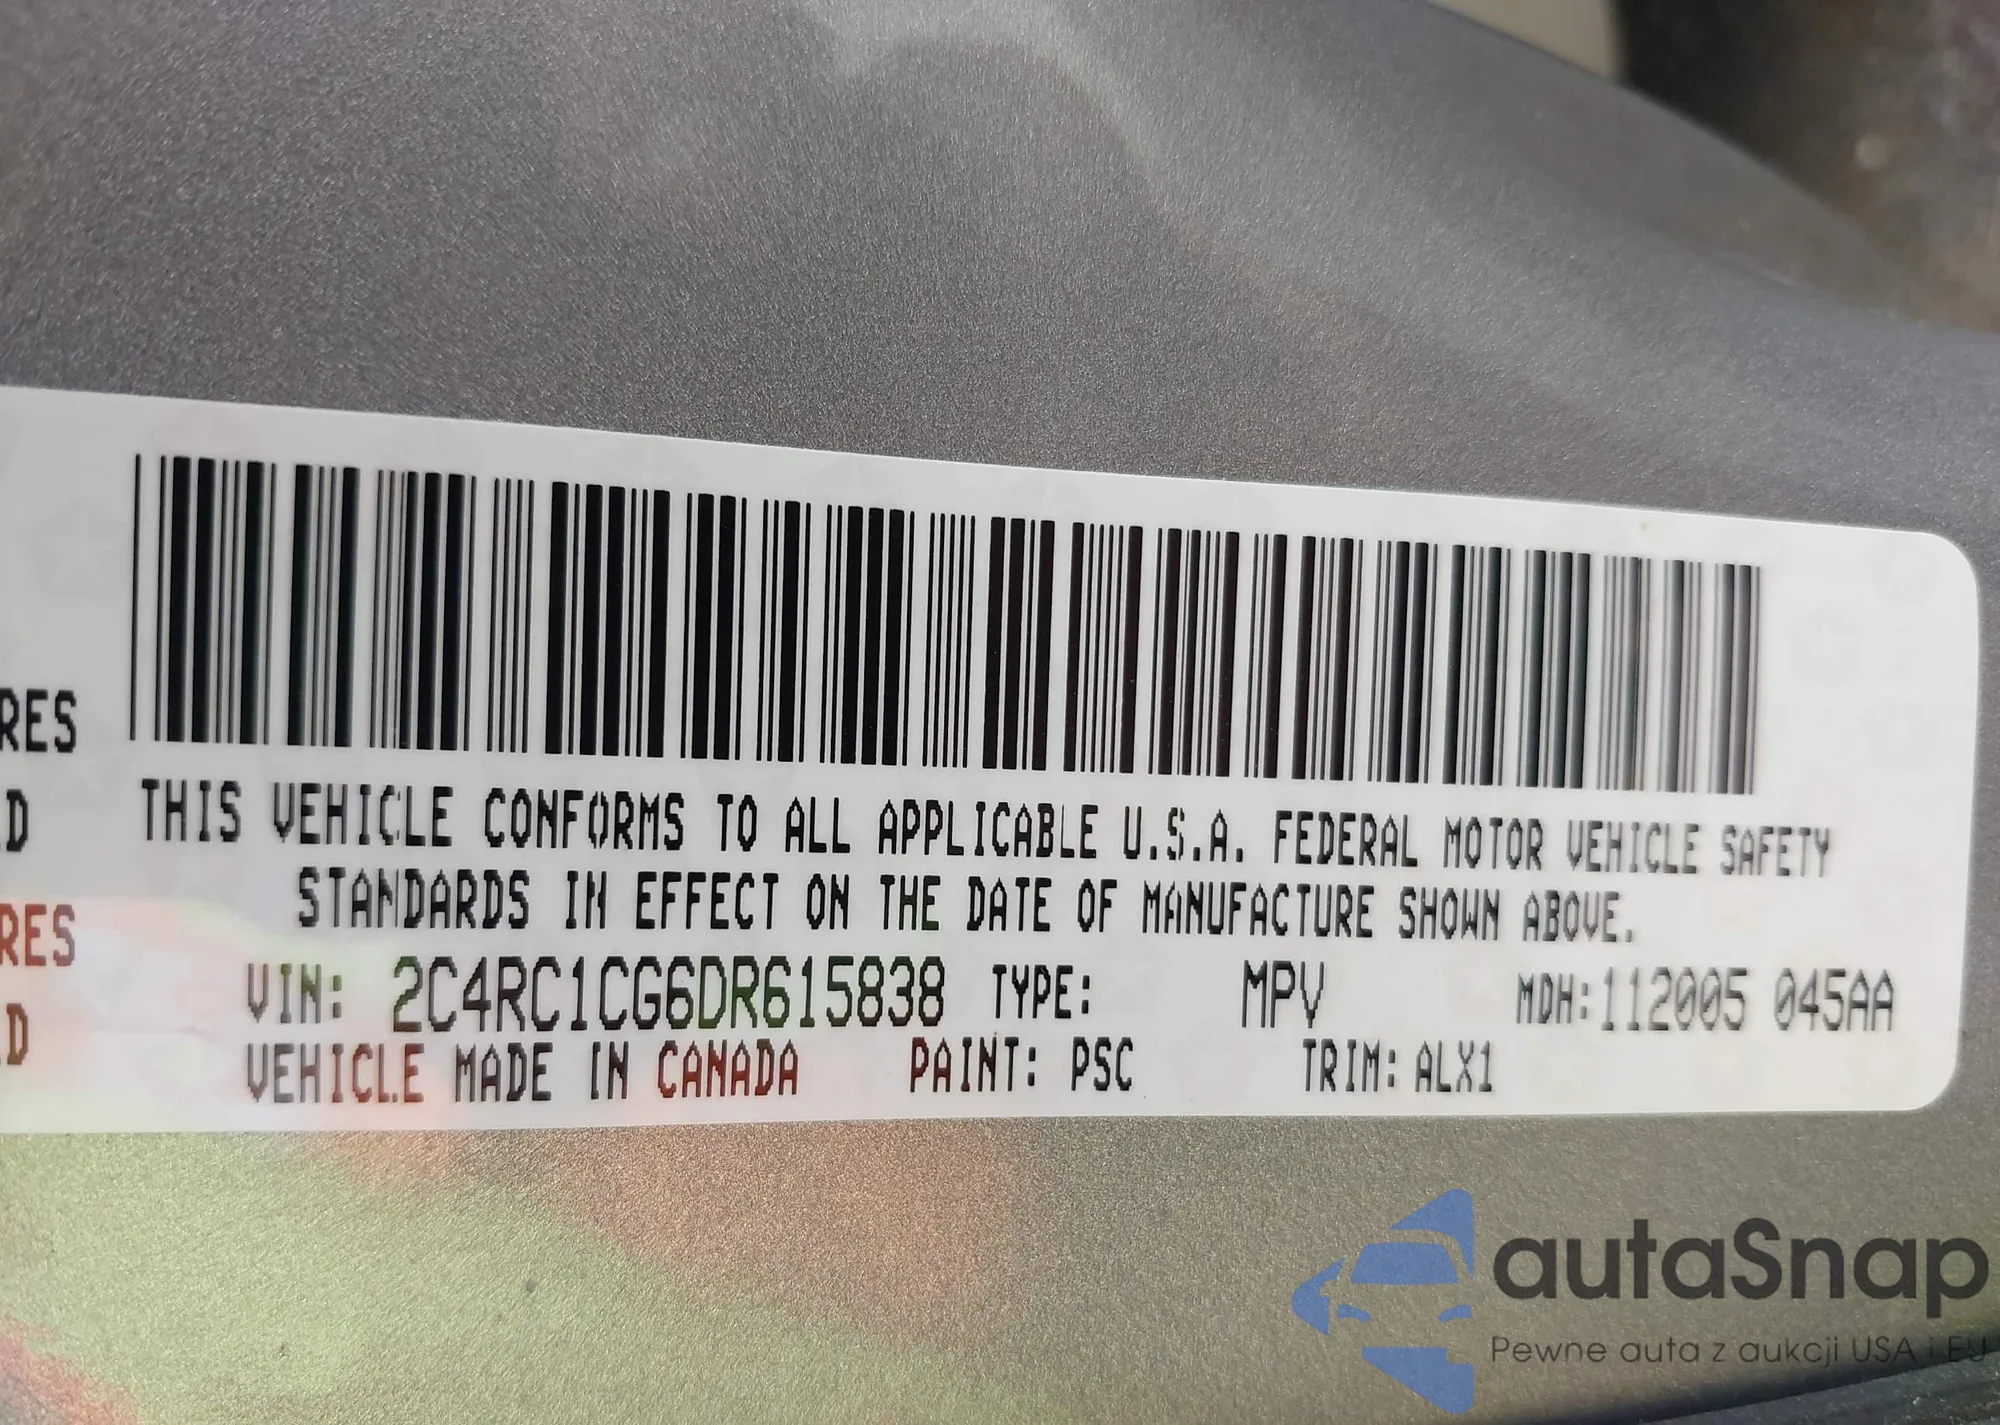 RES
D
RES
D
THIS VEHICLE CONFORMS TO ALL APPLICABLE U.S.A. FEDERAL MOTOR VEHICLE SAFETY
STANDARDS IN EFFECT ON THE DATE OF MANUFACTURE SHOWN ABOVE.
VIN: 2C4RC1CG6DR615838 TYPE: MPV MDH:112005 045AA
VEHICLE MADE IN CANADA PAINT: PSC TRIM: ALX1
autaSnap
Pewne auta z aukcji USA i EU